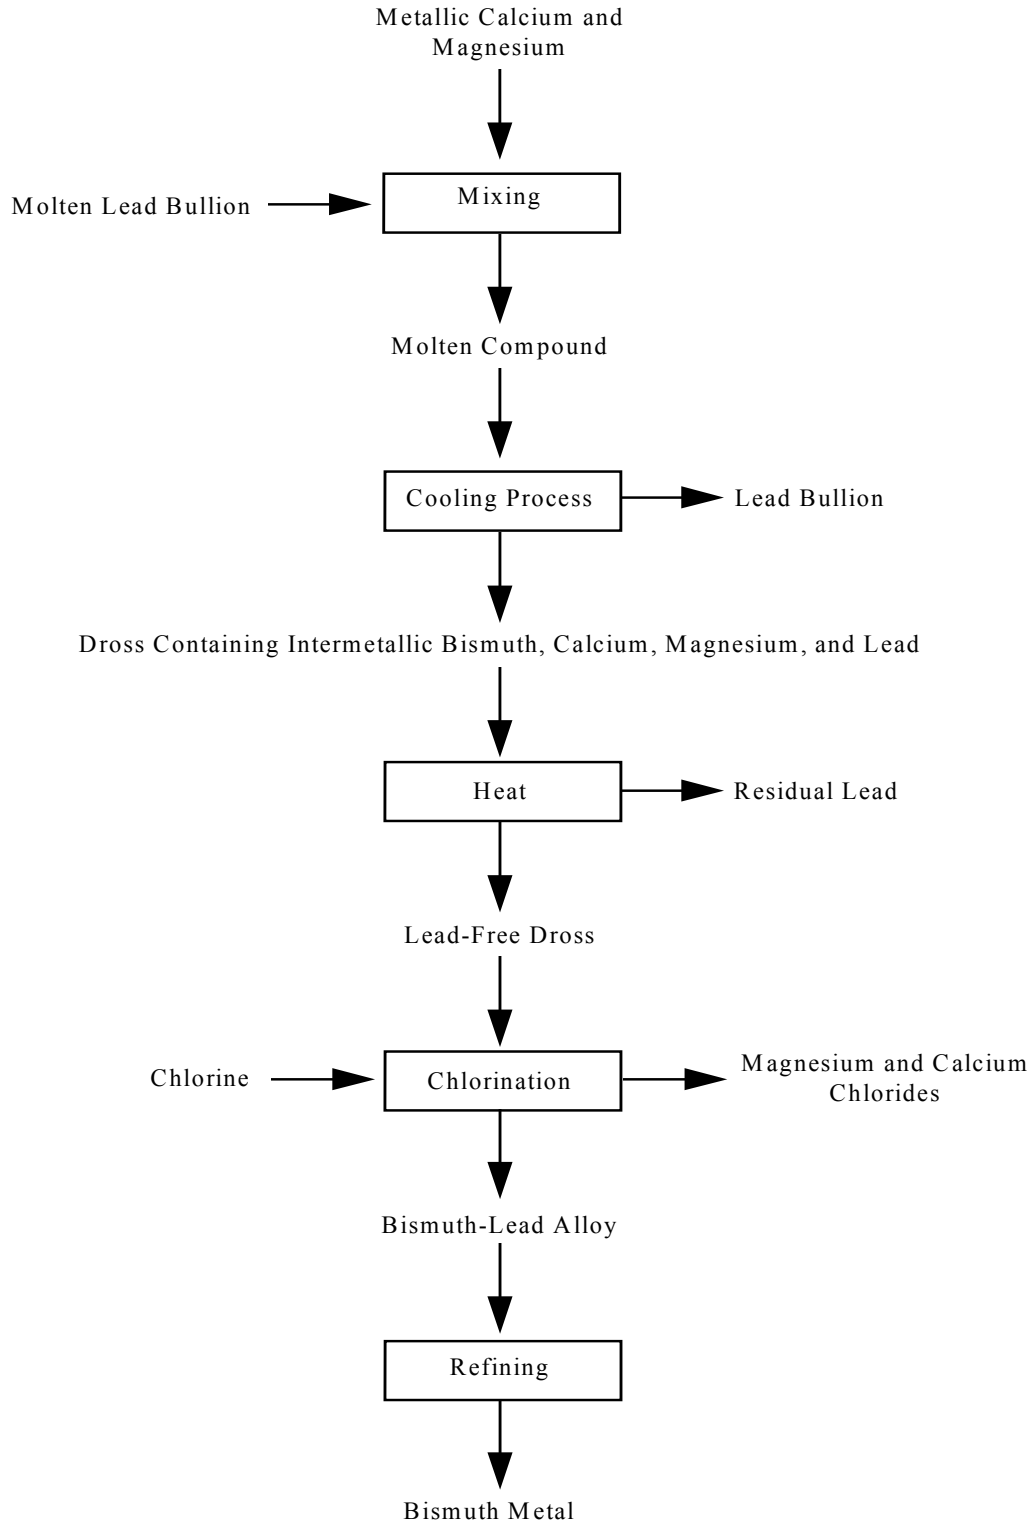 Metallic Calcium and
Magnesium
Mixing
Molten Lead Bullion
Molten Compound
Cooling Process
Lead Bullion
Dross Containing Intermetallic Bismuth, Calcium, Magnesium, and Lead
Heat
Residual Lead
Lead-Free Dross
Chlorine
Chlorination
Magnesium and Calcium
Chlorides
Bismuth-Lead Alloy
Refining
Bismuth Metal